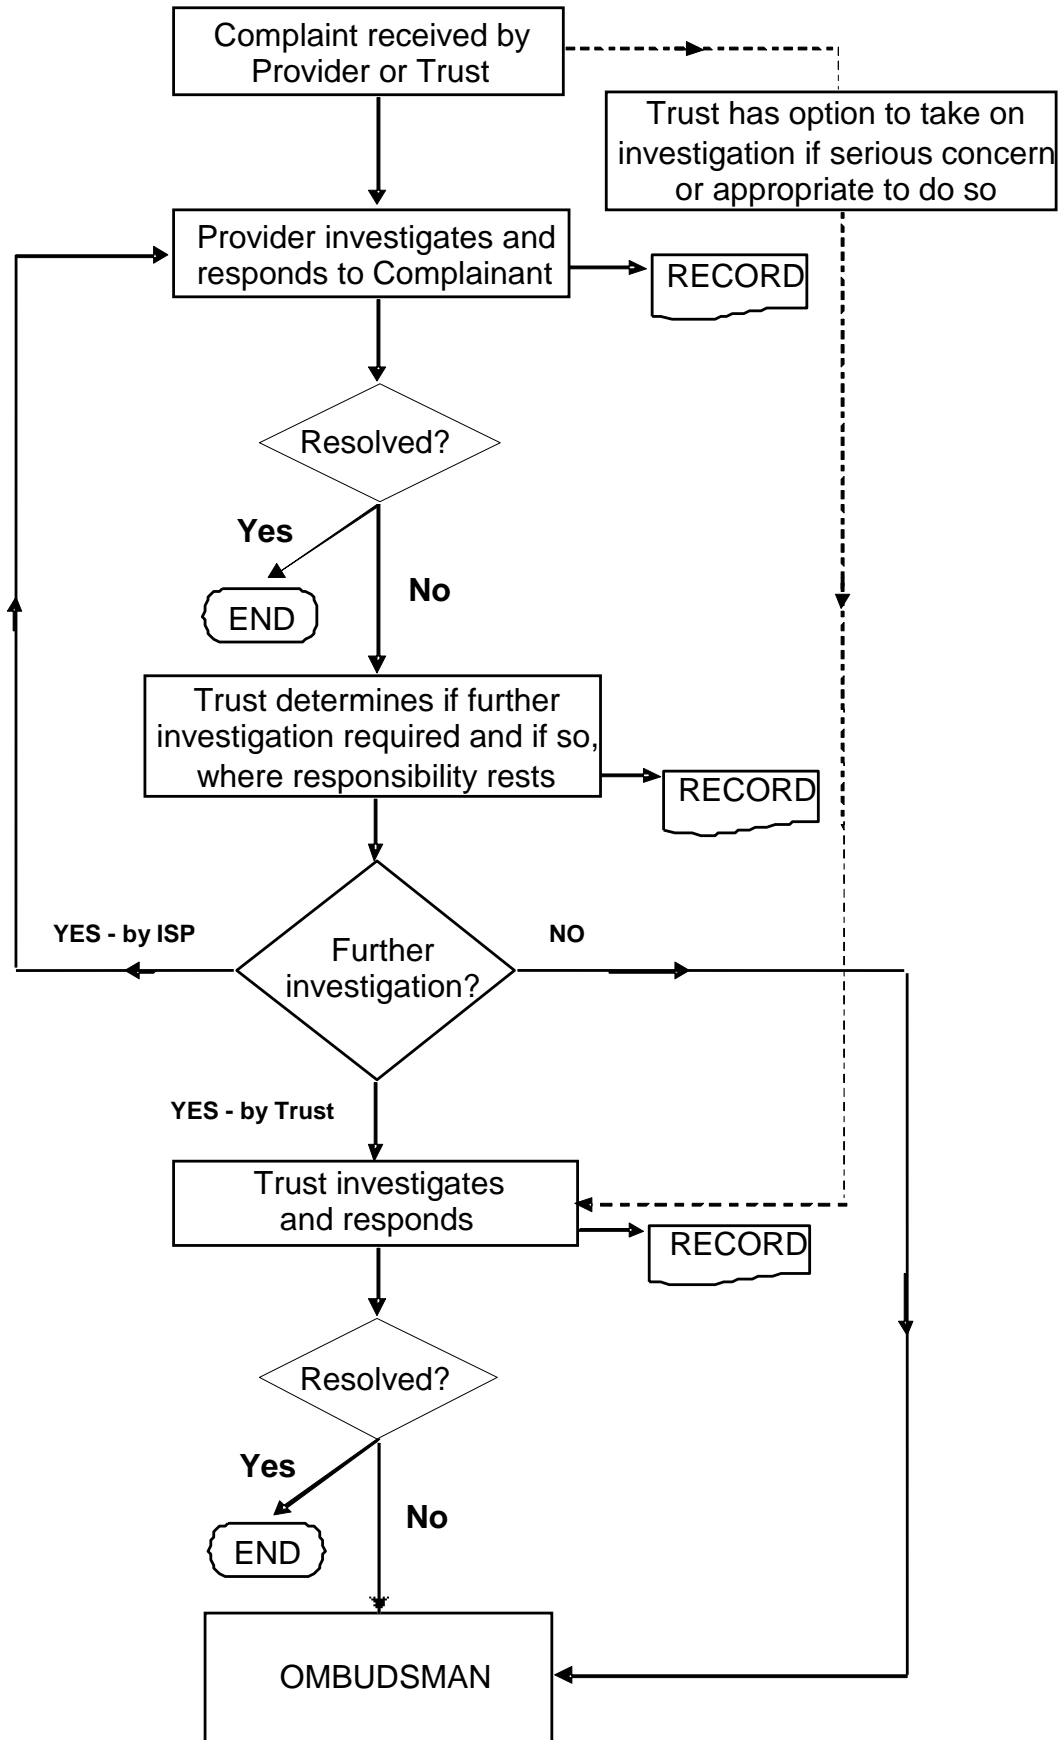 Complaint received by
Provider or Trust
Trust has option to take on
investigation if serious concern
or appropriate to do so
Provider investigates and
responds to Complainant
RECORD
Resolved?
Yes
No
END
Trust determines if further
investigation required and if so,
where responsibility rests
RECORD
YES - by ISP
Further
investigation?
NO
YES - by Trust
Trust investigates
and responds
RECORD
Resolved?
Yes
No
END
OMBUDSMAN